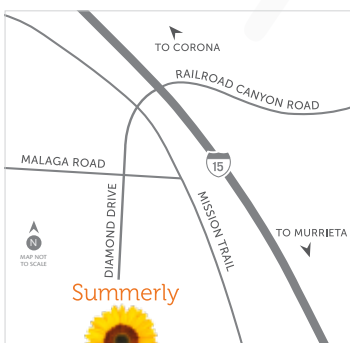 TO CORONA
RAILROAD CANYON ROAD
15
MALAGA ROAD
DIAMOND DRIVE
MISSION TRAIL
TO MURRIETA
N
MAP NOT
TO SCALE
Summerly